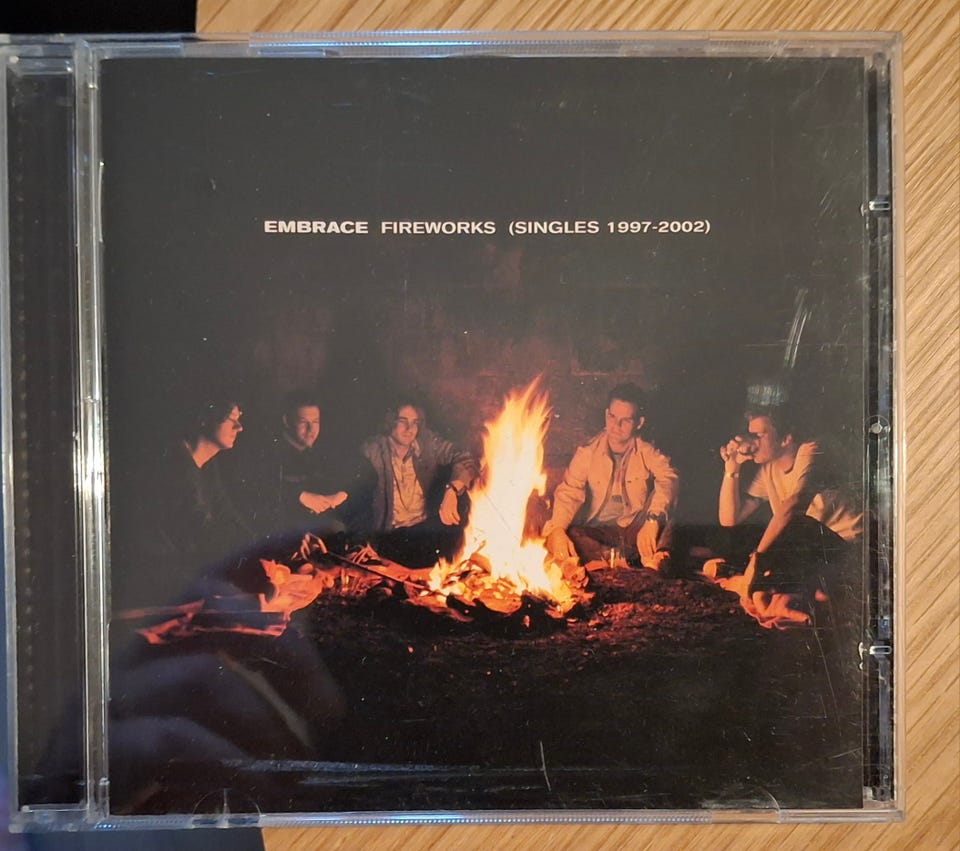 EMBRACE FIREWORKS (SINGLES 1997-2002)